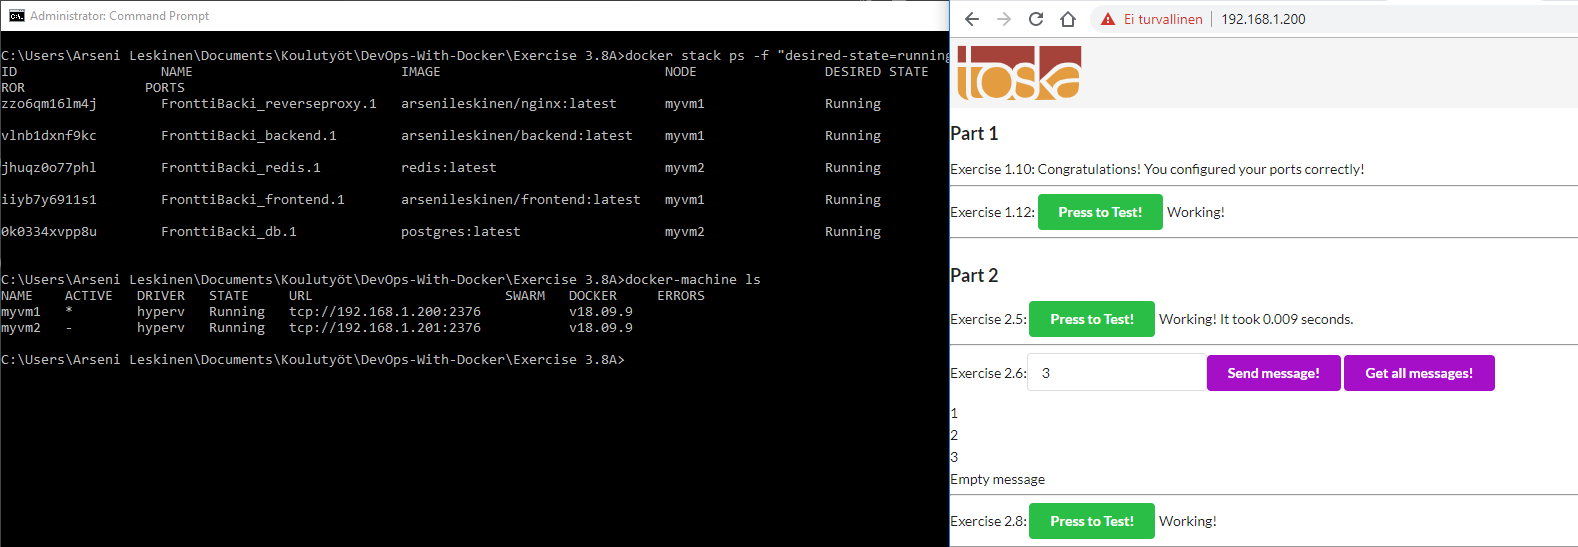 Administrator: Command Prompt
C:\Users\Arseni Leskinen\Documents\Koulutyöt\DevOps-With-Docker\Exercise 3.8A>docker stack ps -f "desired-state=running
ID NAME IMAGE NODE DESIRED STATE
ROR PORTS
zzo6qm16lm4j FronttiBacki_reverseproxy.1 arsenileskinen/nginx:latest myvm1 Running
vlnb1dxnf9kc FronttiBacki_backend.1 arsenileskinen/backend:latest myvm1 Running
jhuqz0o77phl FronttiBacki_redis.1 redis:latest myvm2 Running
iiyb7y6911s1 FronttiBacki_frontend.1 arsenileskinen/frontend:latest myvm1 Running
0k0334xvpp8u FronttiBacki_db.1 postgres:latest myvm2 Running
C:\Users\Arseni Leskinen\Documents\Koulutyöt\DevOps-With-Docker\Exercise 3.8A>docker-machine ls
NAME ACTIVE DRIVER STATE URL SWARM DOCKER ERRORS
myvm1 * hyperv Running tcp://192.168.1.200:2376 v18.09.9
myvm2 - hyperv Running tcp://192.168.1.201:2376 v18.09.9
C:\Users\Arseni Leskinen\Documents\Koulutyöt\DevOps-With-Docker\Exercise 3.8A>
Ei turvallinen 192.168.1.200
toska
Part 1
Exercise 1.10: Congratulations! You configured your ports correctly!
Exercise 1.12: Press to Test! Working!
Part 2
Exercise 2.5: Press to Test! Working! It took 0.009 seconds.
Exercise 2.6: 3 Send message! Get all messages!
1
2
3
Empty message
Exercise 2.8: Press to Test! Working!